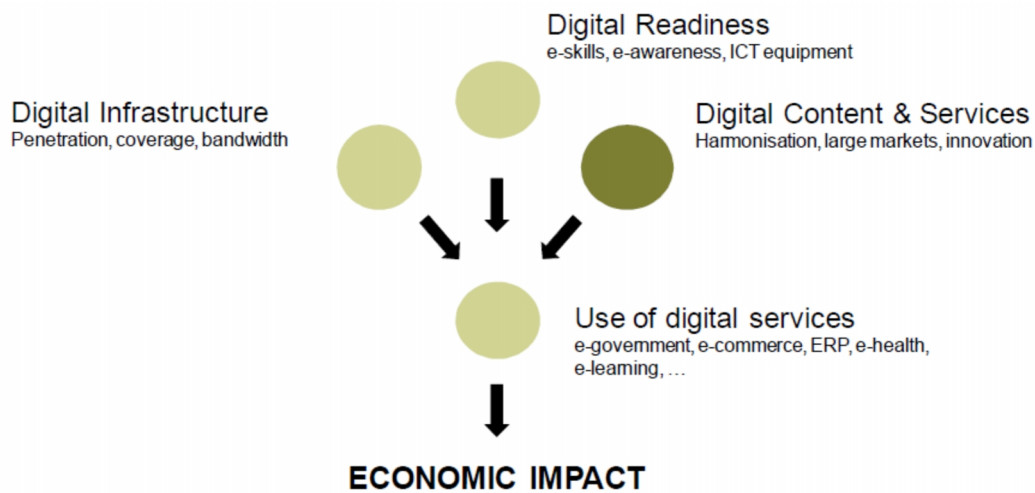 Digital Readiness
e-skills, e-awareness, ICT equipment
Digital Infrastructure
Penetration, coverage, bandwidth
Digital Content & Services
Harmonisation, large markets, innovation
Use of digital services
e-government, e-commerce, ERP, e-health,
e-learning, ...
ECONOMIC IMPACT